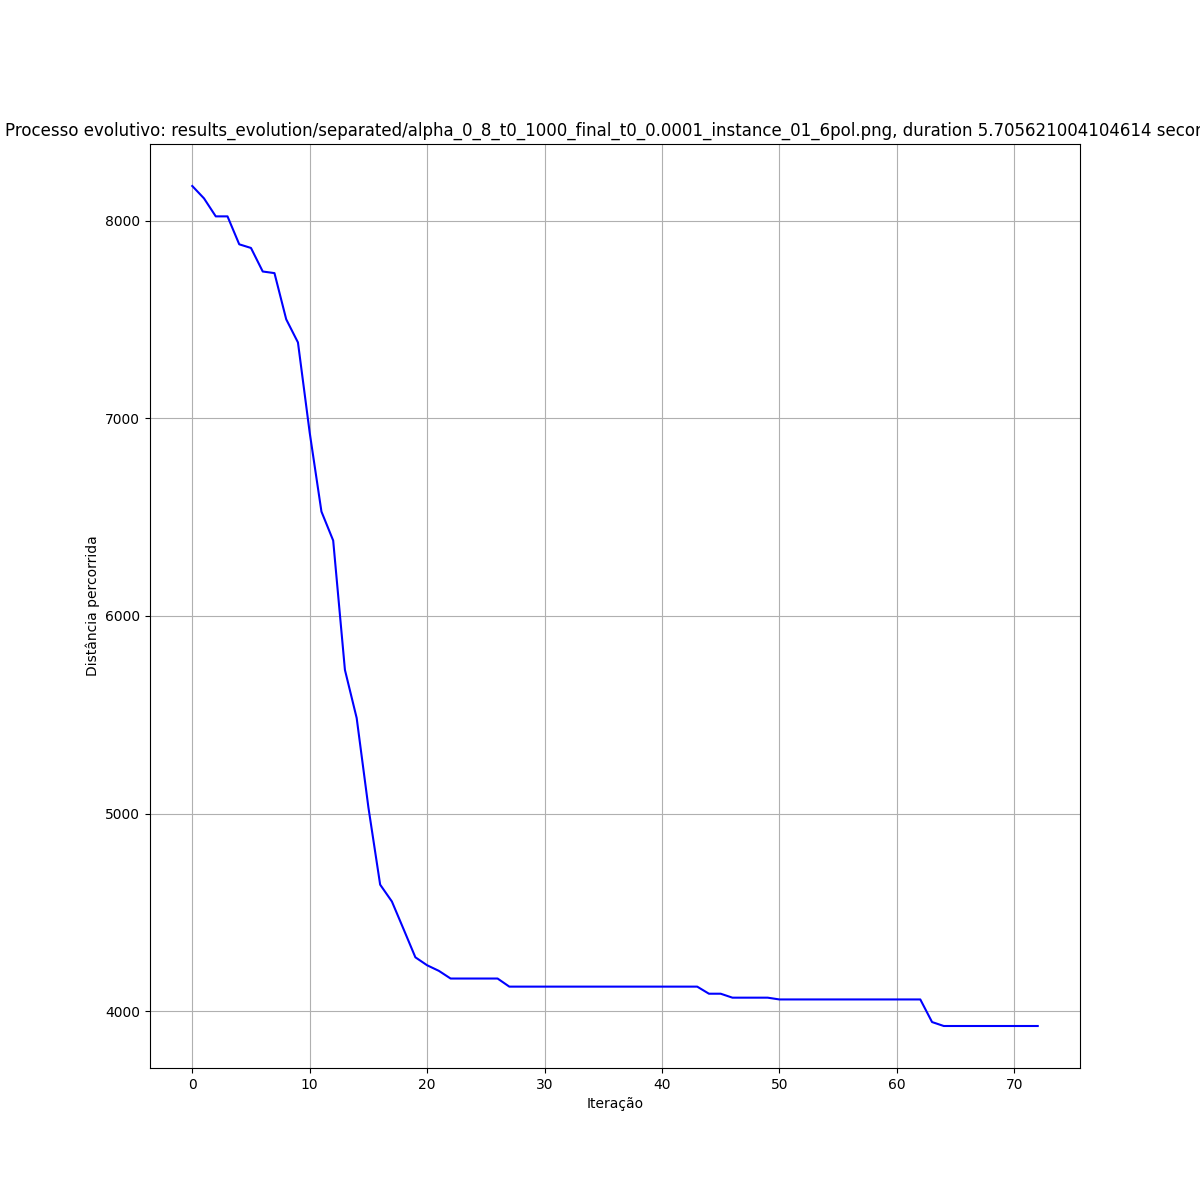 Processo evolutivo: results_evolution/separated/alpha_0_8_t0_1000_final_t0_0.0001_instance_01_6pol.png, duration 5.705621004104614 secon
8000
7000
6000
5000
4000
Distância percorrida
0 10 20 30 40 50 60 70
Iteração